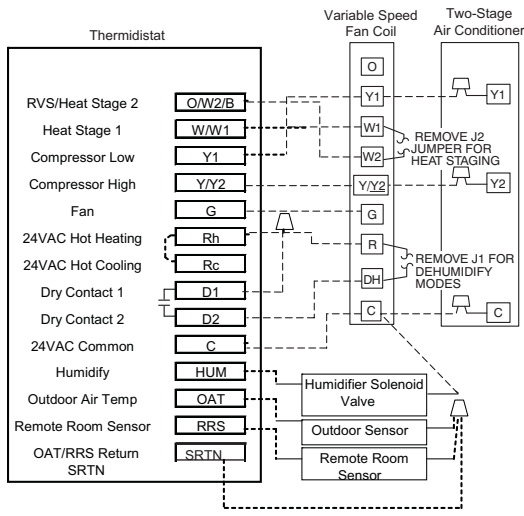 Variable Speed
Fan Coil
Two-Stage
Air Conditioner
Thermidistat
RVS/Heat Stage 2 O/W2/B
Heat Stage 1 W/W1
Compressor Low Y1
Compressor High Y/Y2
Fan G
24VAC Hot Heating Rh
24VAC Hot Cooling Rc
Dry Contact 1 D1
Dry Contact 2 D2
24VAC Common C
Humidify HUM
Outdoor Air Temp OAT
Remote Room Sensor RRS
OAT/RRS Return SRTN
SRTN
O
Y1
W1
W2
Y/Y2
G
R
DH
C
REMOVE J2
JUMPER FOR
HEAT STAGING
REMOVE J1 FOR
DEHUMIDIFY
MODES
Y1
Y2
C
Humidifier Solenoid
Valve
Outdoor Sensor
Remote Room
Sensor